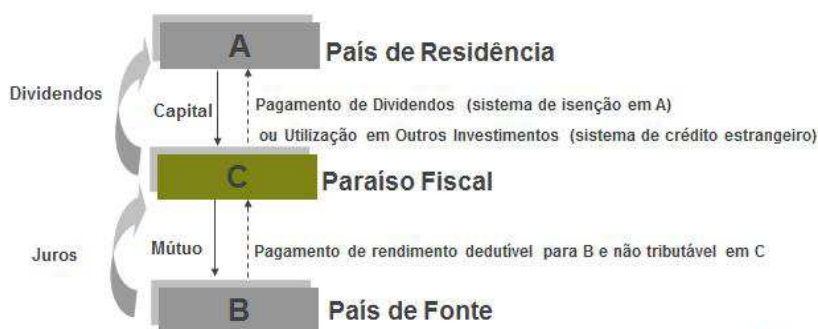 A
País de Residência
Dividendos
Capital
Pagamento de Dividendos (sistema de isenção em A)
ou Utilização em Outros Investimentos (sistema de crédito estrangeiro)
C
Paraíso Fiscal
Juros
Mútuo
Pagamento de rendimento dedutível para B e não tributável em C
B
País de Fonte